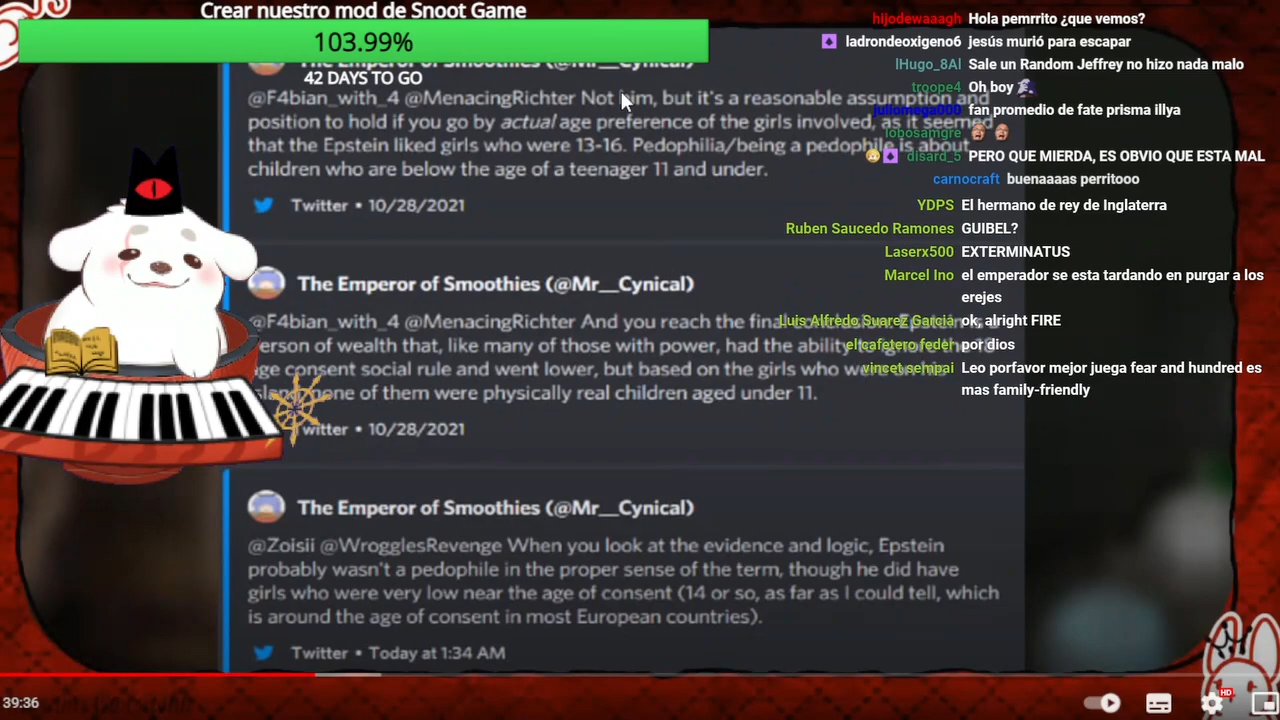 Crear nuestro mod de Snoot Game
103.99%
42 DAYS TO GO
The Emperor of Smoothies (@Mr__Cynical)
@F4bian_with_4 @MenacingRichter Not him, but it's a reasonable assumption and
position to hold if you go by actual age preference of the girls involved, as it seemed
that the Epstein liked girls who were 13-16. Pedophilia/being a pedophile is about
children who are below the age of a teenager 11 and under.
Twitter • 10/28/2021
The Emperor of Smoothies (@Mr__Cynical)
@F4bian_with_4 @MenacingRichter And you reach the final
person of wealth that, like many of those with power, had the ability to
age consent social rule and went lower, but based on the girls who were
none of them were physically real children aged under 11.
Twitter • 10/28/2021
The Emperor of Smoothies (@Mr__Cynical)
@Zoisii @WrogglesRevenge When you look at the evidence and logic, Epstein
probably wasn't a pedophile in the proper sense of the term, though he did have
girls who were very low near the age of consent (14 or so, as far as I could tell, which
is around the age of consent in most European countries).
Twitter • Today at 1:34 AM
hijodewaaagh Hola pemrrito ¿que vemos?
ladrondeoxigeno6 jesús murió para escapar
lHugo_8Al Sale un Random Jeffrey no hizo nada malo
troope4 Oh boy
juliomega000 fan promedio de fate prisma illya
lobosamgre
disard_5 PERO QUE MIERDA, ES OBVIO QUE ESTA MAL
carnocraft buenaaaas perritooo
YDPS El hermano de rey de Inglaterra
Ruben Saucedo Ramones GUIBEL?
Laserx500 EXTERMINATUS
Marcel Ino el emperador se esta tardando en purgar a los
erejes
Luis Alfredo Suarez Garcia ok, alright FIRE
el cafetero feder por dios
vincet sempai Leo porfavor mejor juega fear and hundred es
mas family-friendly
39:36
HD